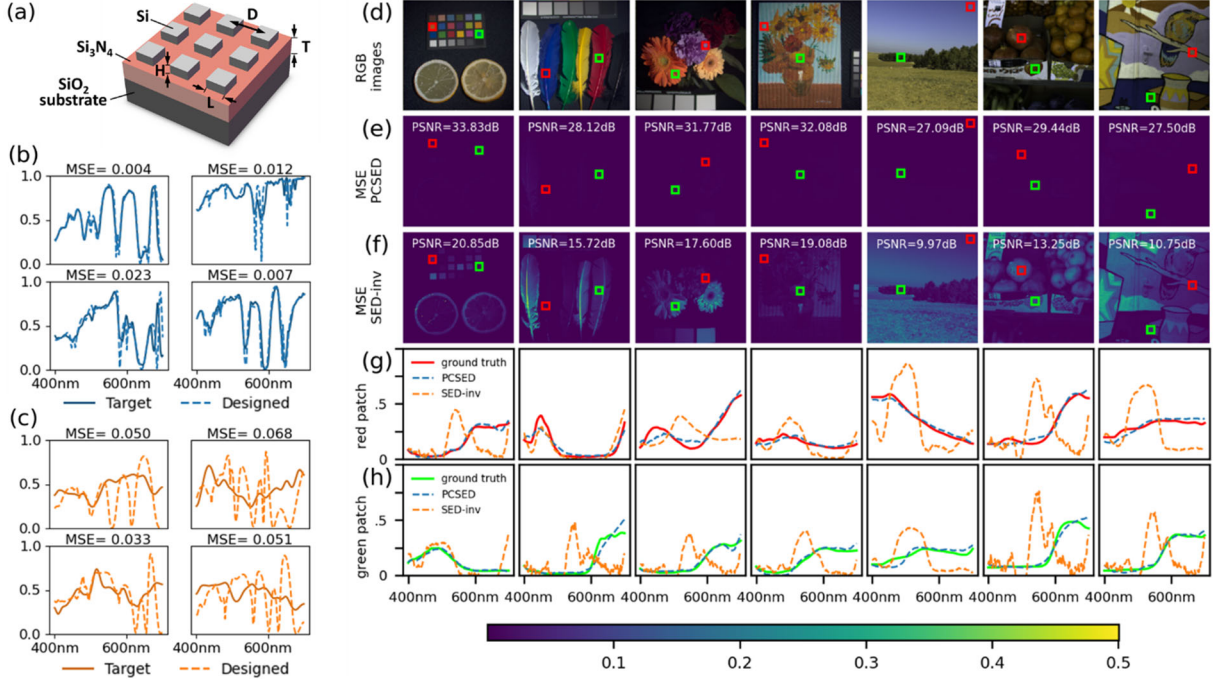 (a)
Si
D
Si3N4
T
H
L
SiO2
substrate
(b)
MSE= 0.004
MSE= 0.012
1.0
0.5
0.0
MSE= 0.023
MSE= 0.007
1.0
0.5
0.0
400nm 600nm 400nm 600nm
Target Designed
(c)
MSE= 0.050
MSE= 0.068
1.0
0.5
0.0
MSE= 0.033
MSE= 0.051
1.0
0.5
0.0
400nm 600nm 400nm 600nm
Target Designed
(d)
RGB
images
(e)
MSE
PCSED
PSNR=33.83dB PSNR=28.12dB PSNR=31.77dB PSNR=32.08dB PSNR=27.09dB PSNR=29.44dB PSNR=27.50dB
(f)
MSE
SED-inv
PSNR=20.85dB PSNR=15.72dB PSNR=17.60dB PSNR=19.08dB PSNR=9.97dB PSNR=13.25dB PSNR=10.75dB
(g)
red patch
.5
0
ground truth
PCSED
SED-inv
(h)
green patch
.5
0
ground truth
PCSED
SED-inv
400nm 600nm 400nm 600nm 400nm 600nm 400nm 600nm 400nm 600nm 400nm 600nm 400nm 600nm
0.1 0.2 0.3 0.4 0.5